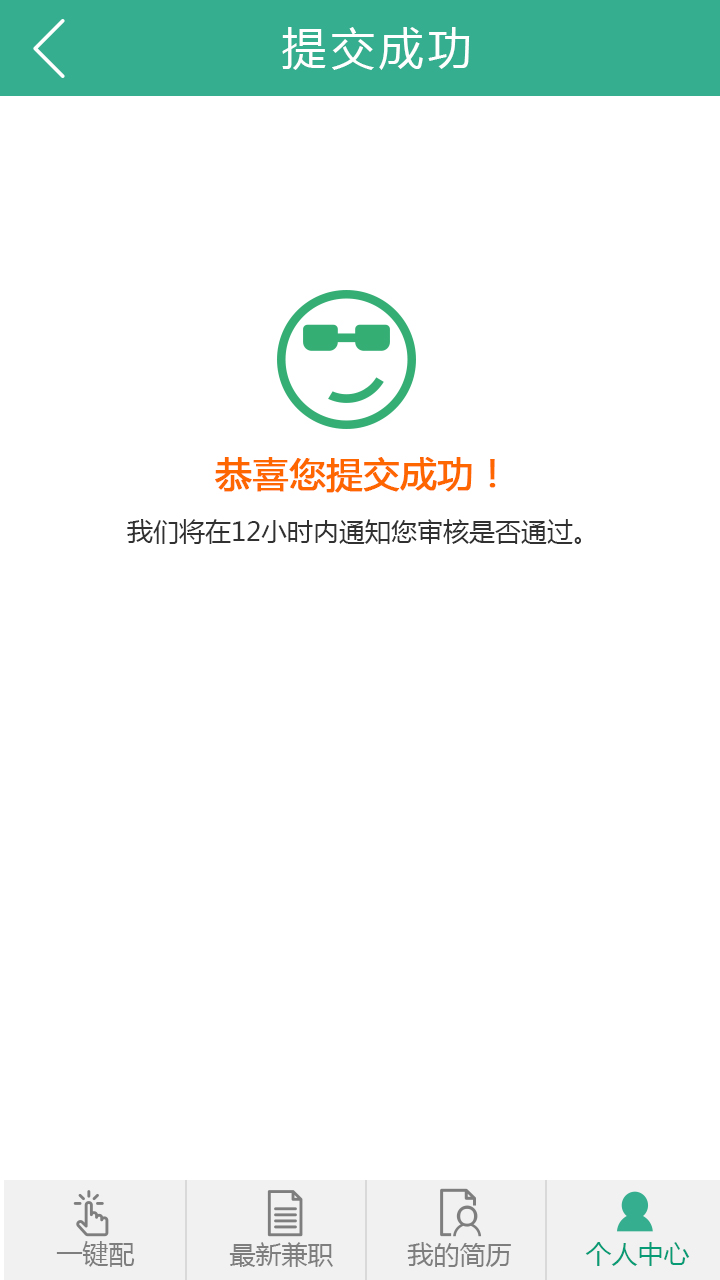 提交成功
恭喜您提交成功！
我们将在12小时内通知您审核是否通过。
一键配
最新兼职
我的简历
个人中心